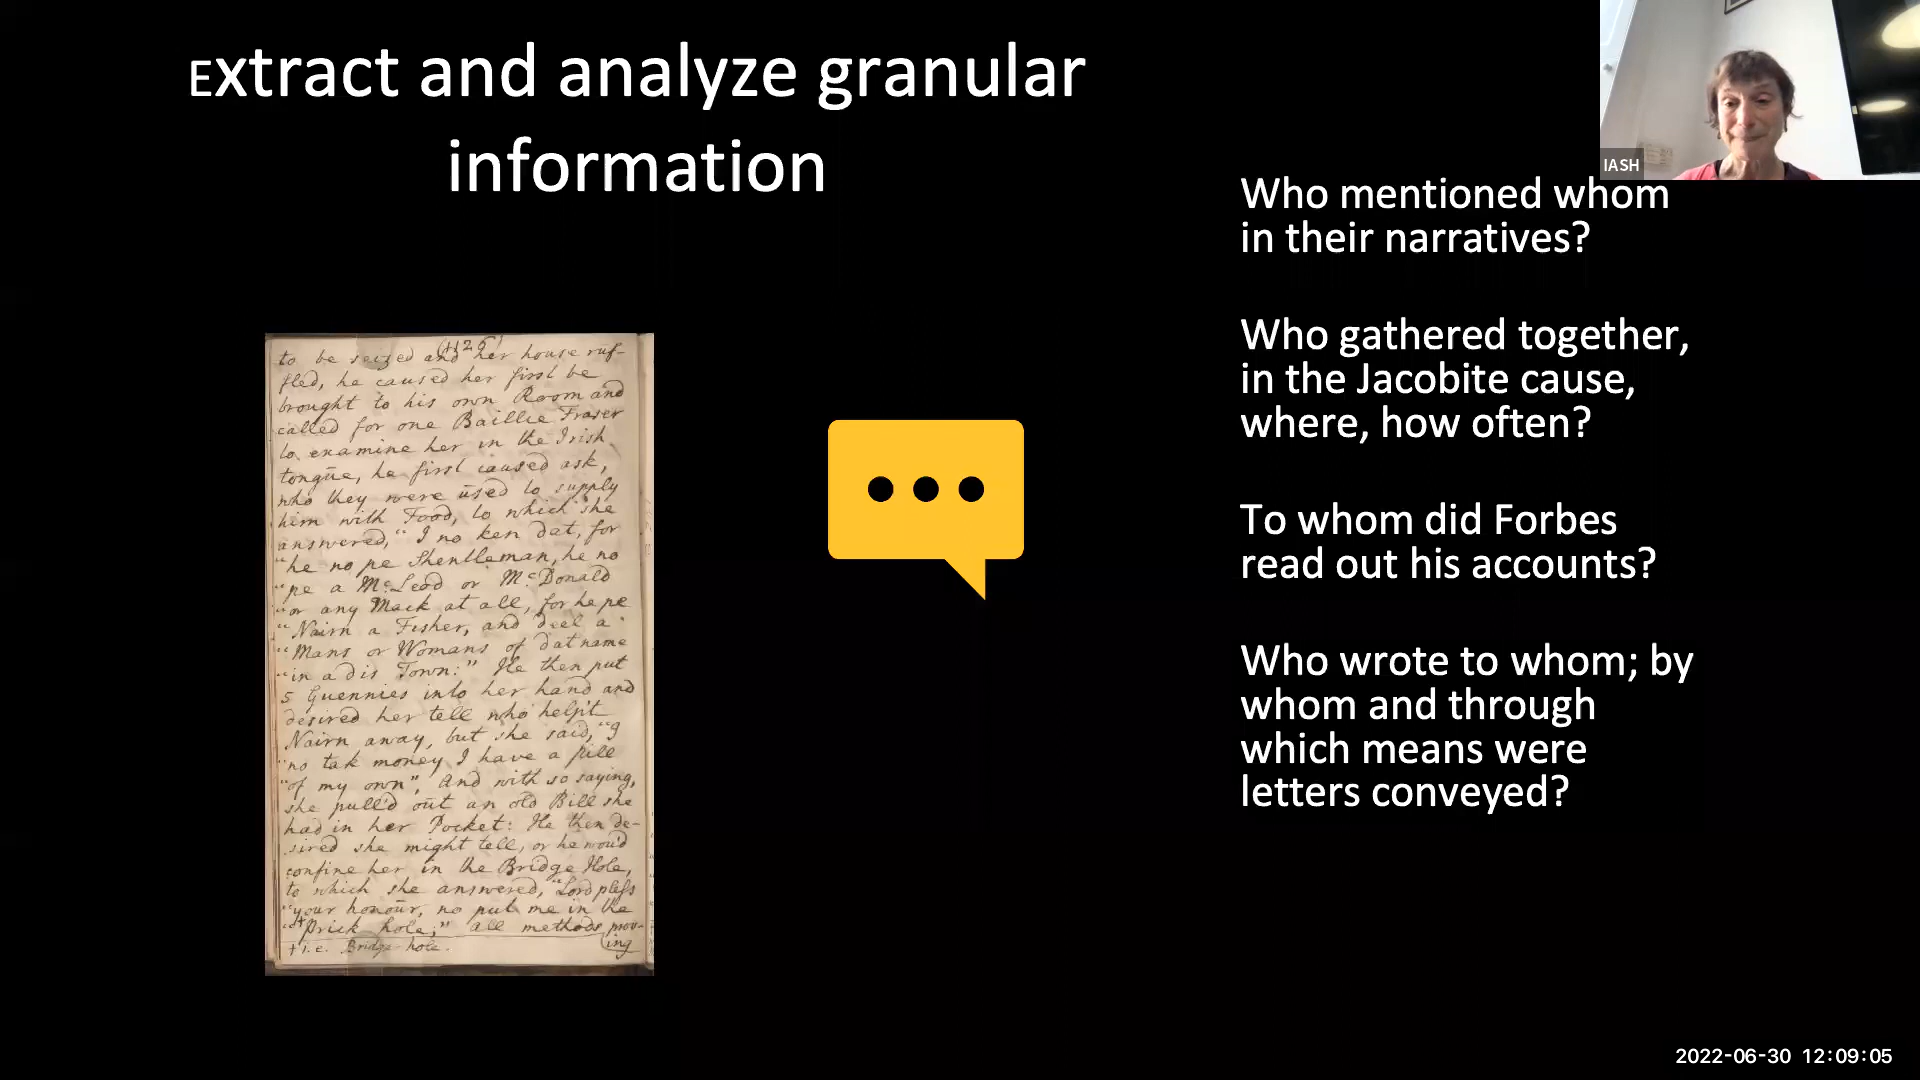 Extract and analyze granular
information
IASH
Who mentioned whom
in their narratives?
Who gathered together,
in the Jacobite cause,
where, how often?
To whom did Forbes
read out his accounts?
Who wrote to whom; by
whom and through
which means were
letters conveyed?
to be seized and her house ruf-
fled, he caused her first be
brought to his own Room and
called for one Baillie Fraser
to examine her in the Irish
tongue, he first caused ask,
who they were used to supply
him with Food, to which she
answered, "I no ken dat, for
"he no pe Shentleman, he no
"pe a McLeod or McDonald
"or any Mack at all, for he pe
"Nairn a Fisher, and deel a
"Mans or Womans of dat name
"in a dis Town:" He then put
5 Guennies into her hand and
desired her tell who helpit
Nairn away, but she said, "I
"no tak money I have a pill
"of my own", And with so saying,
she pull'd out an old Bill she
had in her Pocket: He then de-
sired she might tell, or he wou'd
confine her in the Bridge Hole,
to which she answered, "Lord pless
"your honour, no put me in the
"Prick hole;" all methods prov-
ing
† i.e. Bridge hole.
2022-06-30 12:09:05